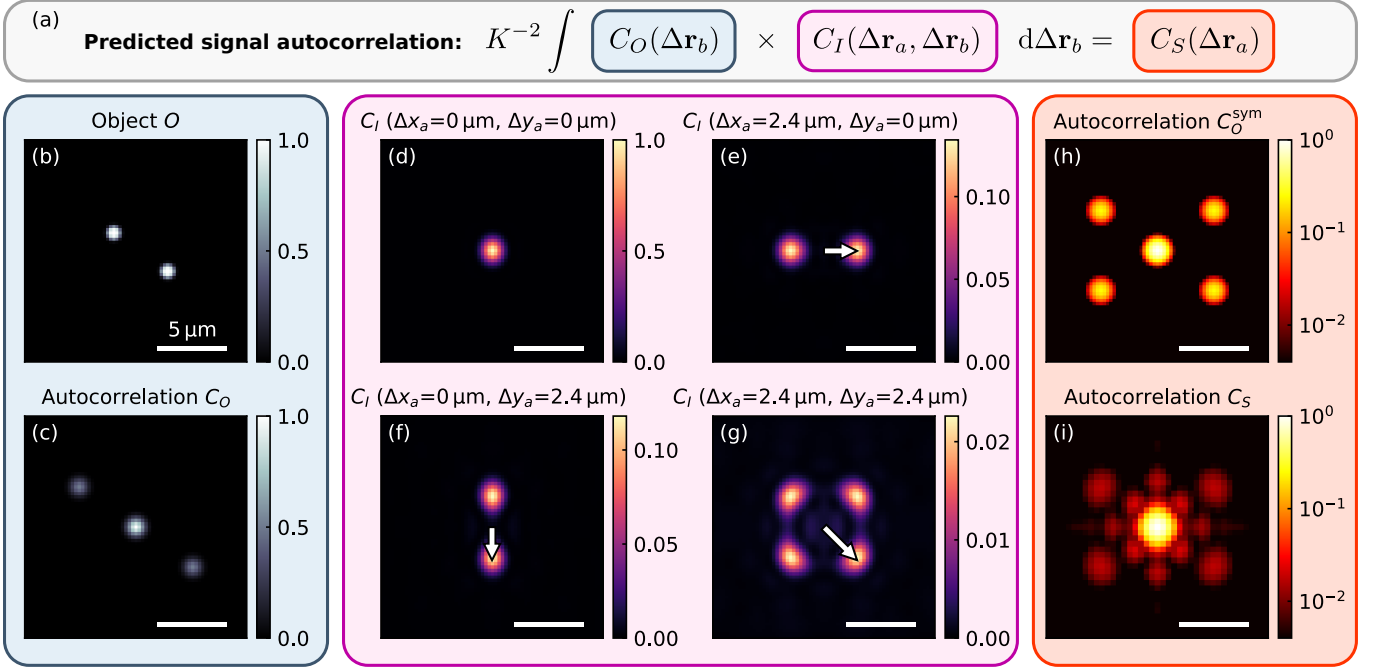 (a)
Predicted signal autocorrelation: K⁻² ∫ C_O(Δr_b) × C_I(Δr_a, Δr_b) dΔr_b = C_S(Δr_a)
Object O
(b)
5 μm
1.0
0.5
0.0
Autocorrelation C_O
(c)
1.0
0.5
0.0
C_I (Δx_a=0 μm, Δy_a=0 μm)
(d)
1.0
0.5
0.0
C_I (Δx_a=2.4 μm, Δy_a=0 μm)
(e)
0.10
0.05
0.00
C_I (Δx_a=0 μm, Δy_a=2.4 μm)
(f)
0.10
0.05
0.00
C_I (Δx_a=2.4 μm, Δy_a=2.4 μm)
(g)
0.02
0.01
0.00
Autocorrelation C_O^sym
(h)
10⁰
10⁻¹
10⁻²
Autocorrelation C_S
(i)
10⁰
10⁻¹
10⁻²